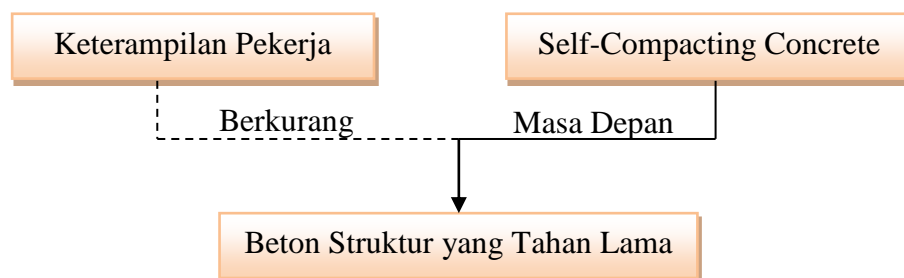 Keterampilan Pekerja
Self-Compacting Concrete
Berkurang
Masa Depan
Beton Struktur yang Tahan Lama